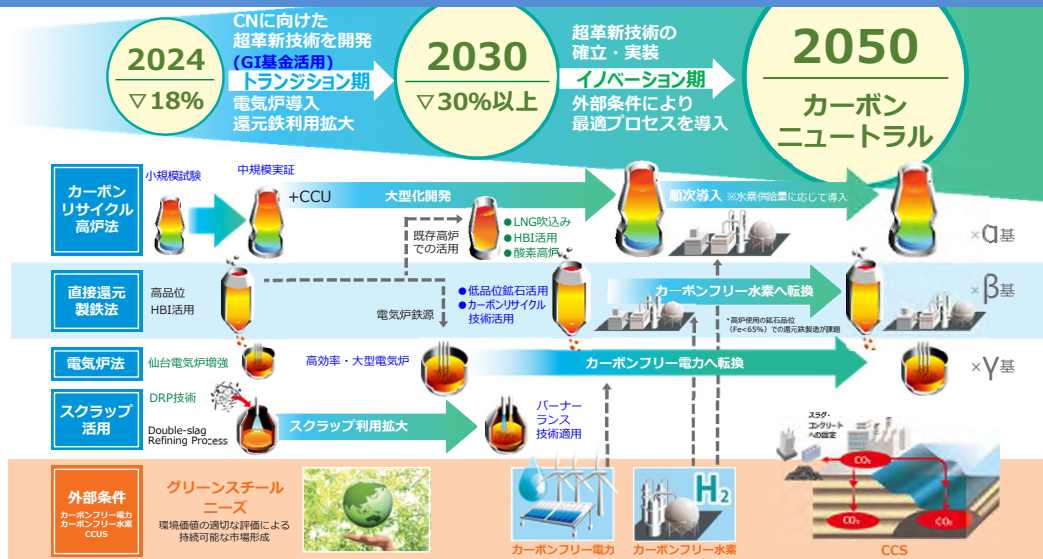 2024
▽18%
CNに向けた
超革新技術を開発
(GI基金活用)
トランジション期
電気炉導入
還元鉄利用拡大
2030
▽30%以上
超革新技術の
確立・実装
イノベーション期
外部条件により
最適プロセスを導入
2050
カーボン
ニュートラル
カーボン
リサイクル
高炉法
小規模試験
中規模実証
+CCU
大型化開発
既存高炉
での活用
●LNG吹込み
●HBI活用
●酸素高炉
順次導入 ※水素供給量に応じて導入
×α基
直接還元
製鉄法
高品位
HBI活用
電気炉鉄源
●低品位鉱石活用
●カーボンリサイクル
技術活用
カーボンフリー水素へ転換
*高炉使用の鉱石品位
(Fe<65%)での還元鉄製造が課題
×β基
電気炉法
仙台電気炉増強
高効率・大型電気炉
カーボンフリー電力へ転換
×γ基
スクラップ
活用
DRP技術
Double-slag
Refining Process
スクラップ利用拡大
バーナー
ランス
技術適用
スラグ・
コンクリート
への固定
CO₂
CO₂
CO₂
CCS
外部条件
カーボンフリー電力
カーボンフリー水素
CCUS
グリーンスチール
ニーズ
環境価値の適切な評価による
持続可能な市場形成
カーボンフリー電力
H2
カーボンフリー水素